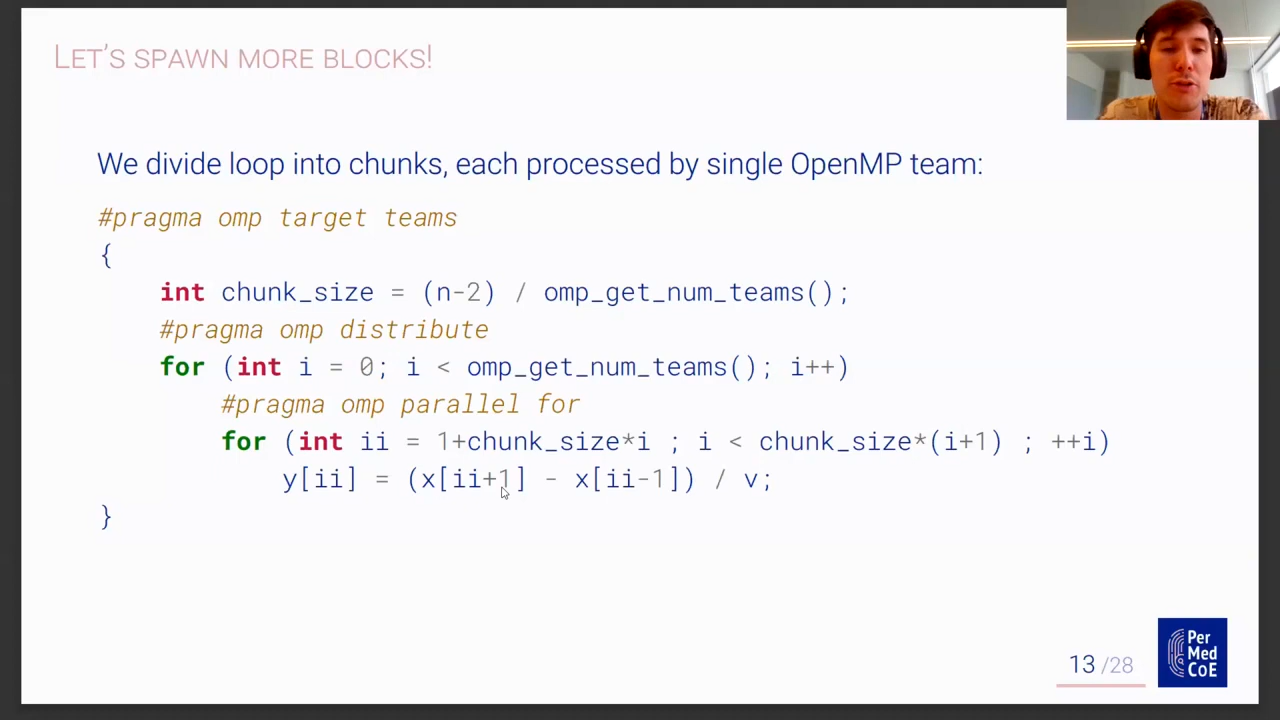 LET'S SPAWN MORE BLOCKS!
We divide loop into chunks, each processed by single OpenMP team:
#pragma omp target teams
{
int chunk_size = (n-2) / omp_get_num_teams();
#pragma omp distribute
for (int i = 0; i < omp_get_num_teams(); i++)
#pragma omp parallel for
for (int ii = 1+chunk_size*i ; i < chunk_size*(i+1) ; ++i)
y[ii] = (x[ii+1] - x[ii-1]) / v;
}
13 /28
Per
Med
CoE